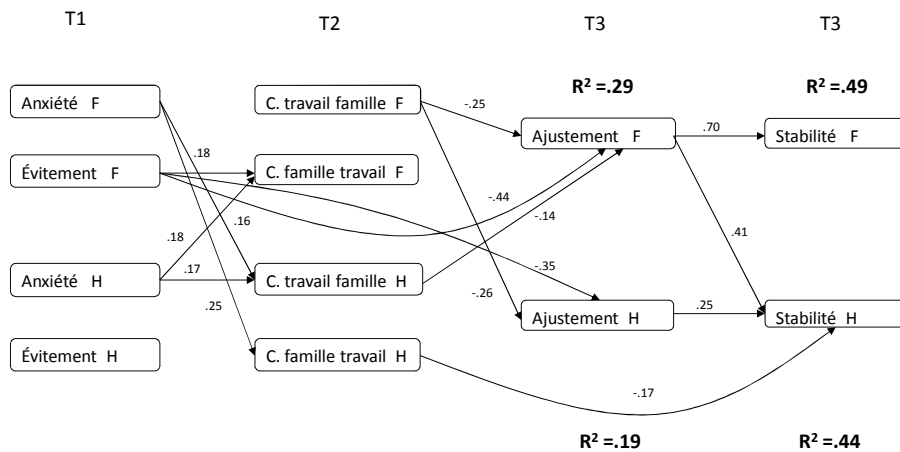 T1 T2 T3 T3
R² =.29 R² =.49
Anxiété F C. travail famille F
-.25
Ajustement F .70 Stabilité F
.18
Évitement F C. famille travail F
-.44
-.14
.16
.18 .41
Anxiété H .17 C. travail famille H -.35
-.26
.25 Ajustement H .25 Stabilité H
Évitement H C. famille travail H
-.17
R² =.19 R² =.44